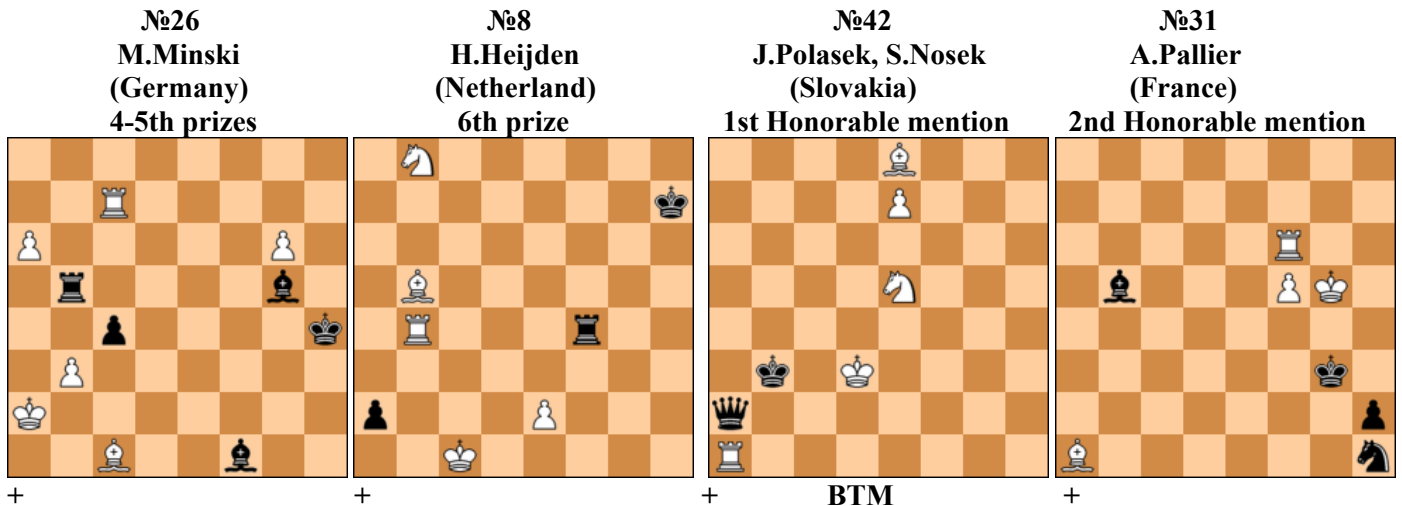 №26
M.Minski
(Germany)
4-5th prizes
+
№8
H.Heijden
(Netherland)
6th prize
+
№42
J.Polasek, S.Nosek
(Slovakia)
1st Honorable mention
+ BTM
№31
A.Pallier
(France)
2nd Honorable mention
+